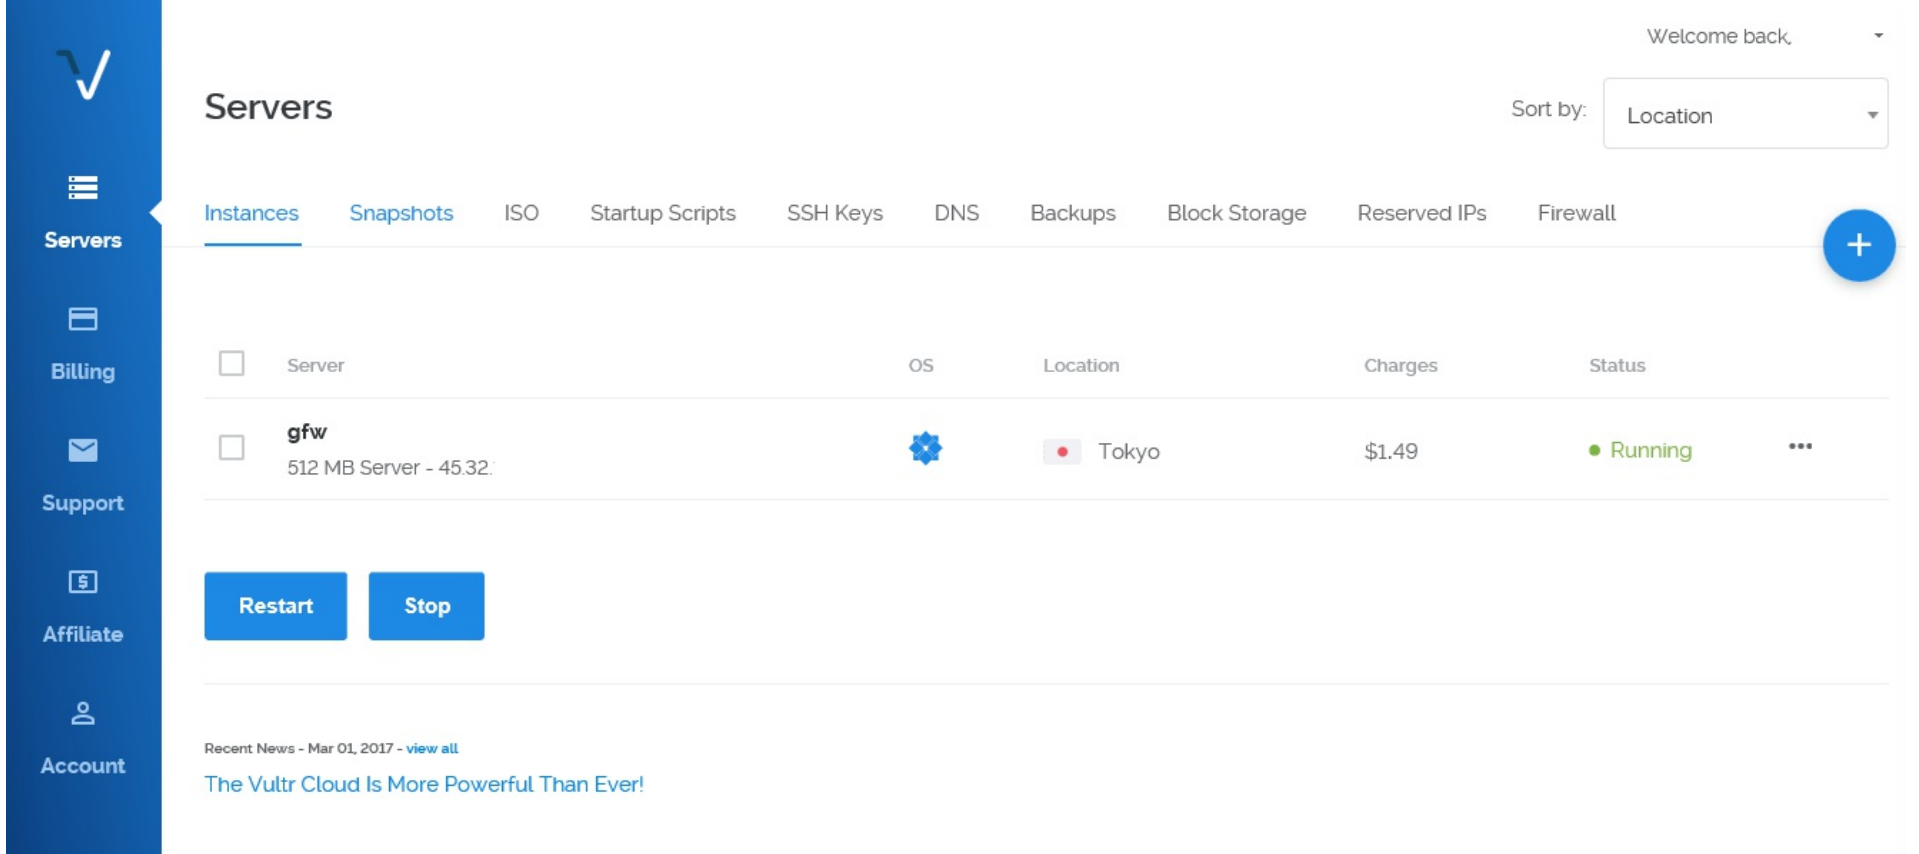 Welcome back,
Servers
Sort by: Location
Instances Snapshots ISO Startup Scripts SSH Keys DNS Backups Block Storage Reserved IPs Firewall
+
Servers
Billing
Support
Affiliate
Account
Server OS Location Charges Status
gfw
512 MB Server - 45.32.
Tokyo $1.49 Running
Restart Stop
Recent News - Mar 01, 2017 - view all
The Vultr Cloud Is More Powerful Than Ever!